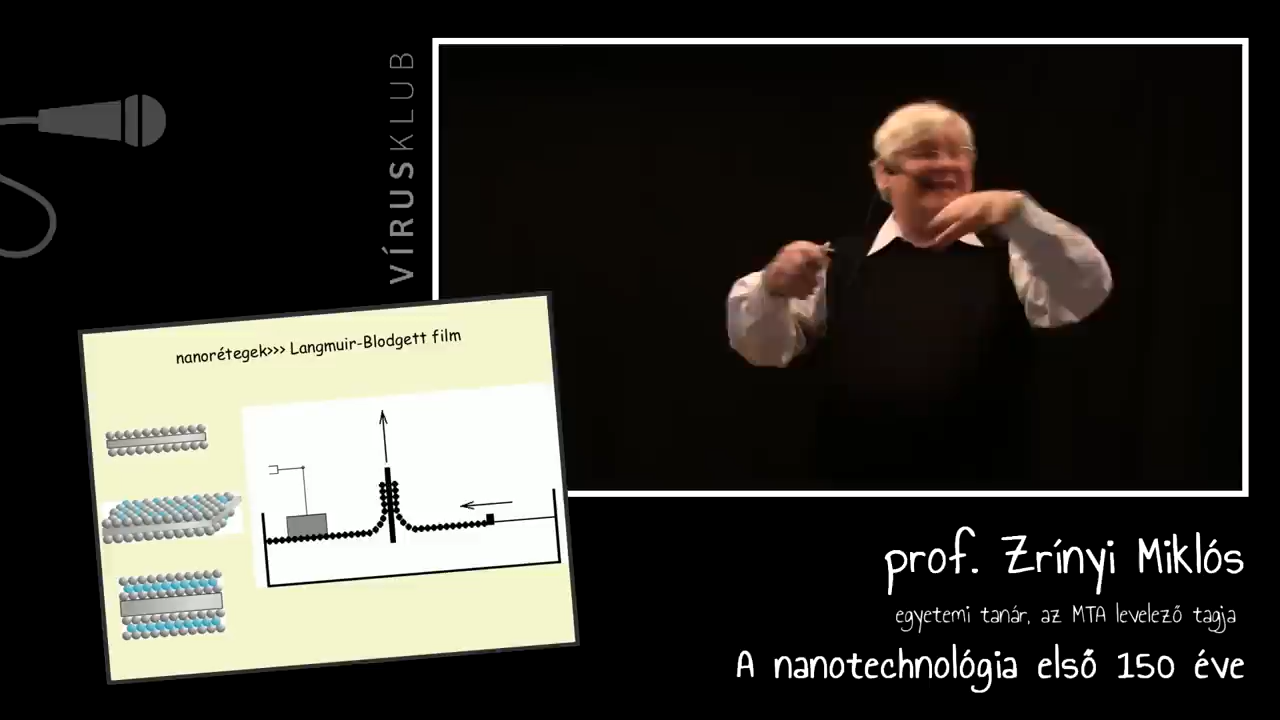 VÍRUSKLUB
nanorétegek>>> Langmuir-Blodgett film
prof. Zrínyi Miklós
egyetemi tanár, az MTA levelező tagja
A nanotechnológia első 150 éve